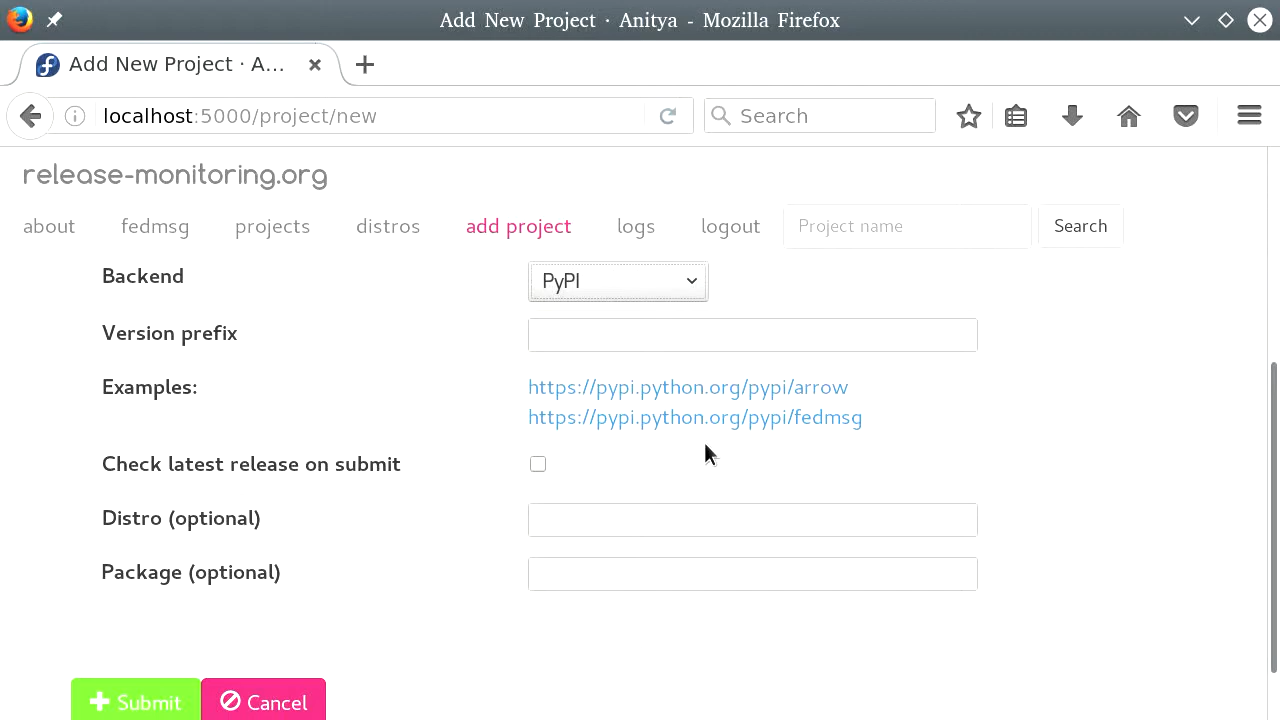 Add New Project · Anitya - Mozilla Firefox
Add New Project · A...
localhost:5000/project/new
Search
release-monitoring.org
about fedmsg projects distros add project logs logout Project name Search
Backend PyPI
Version prefix
Examples: https://pypi.python.org/pypi/arrow
https://pypi.python.org/pypi/fedmsg
Check latest release on submit
Distro (optional)
Package (optional)
Submit Cancel